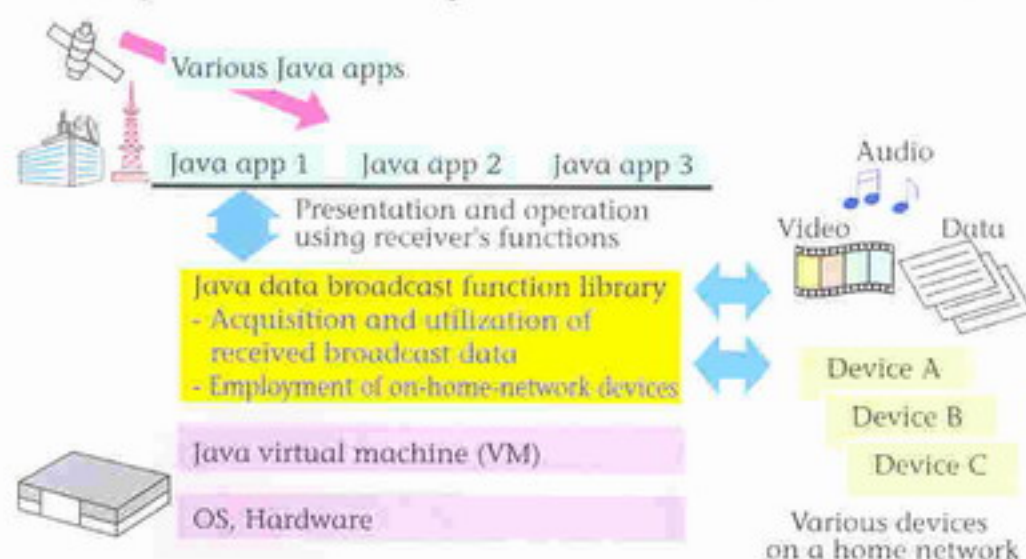 Various Java apps
Java app 1
Java app 2
Java app 3
Presentation and operation
using receiver's functions
Java data broadcast function library
- Acquisition and utilization of
received broadcast data
- Employment of on-home-network devices
Java virtual machine (VM)
OS, Hardware
Audio
Video
Data
Device A
Device B
Device C
Various devices
on a home network